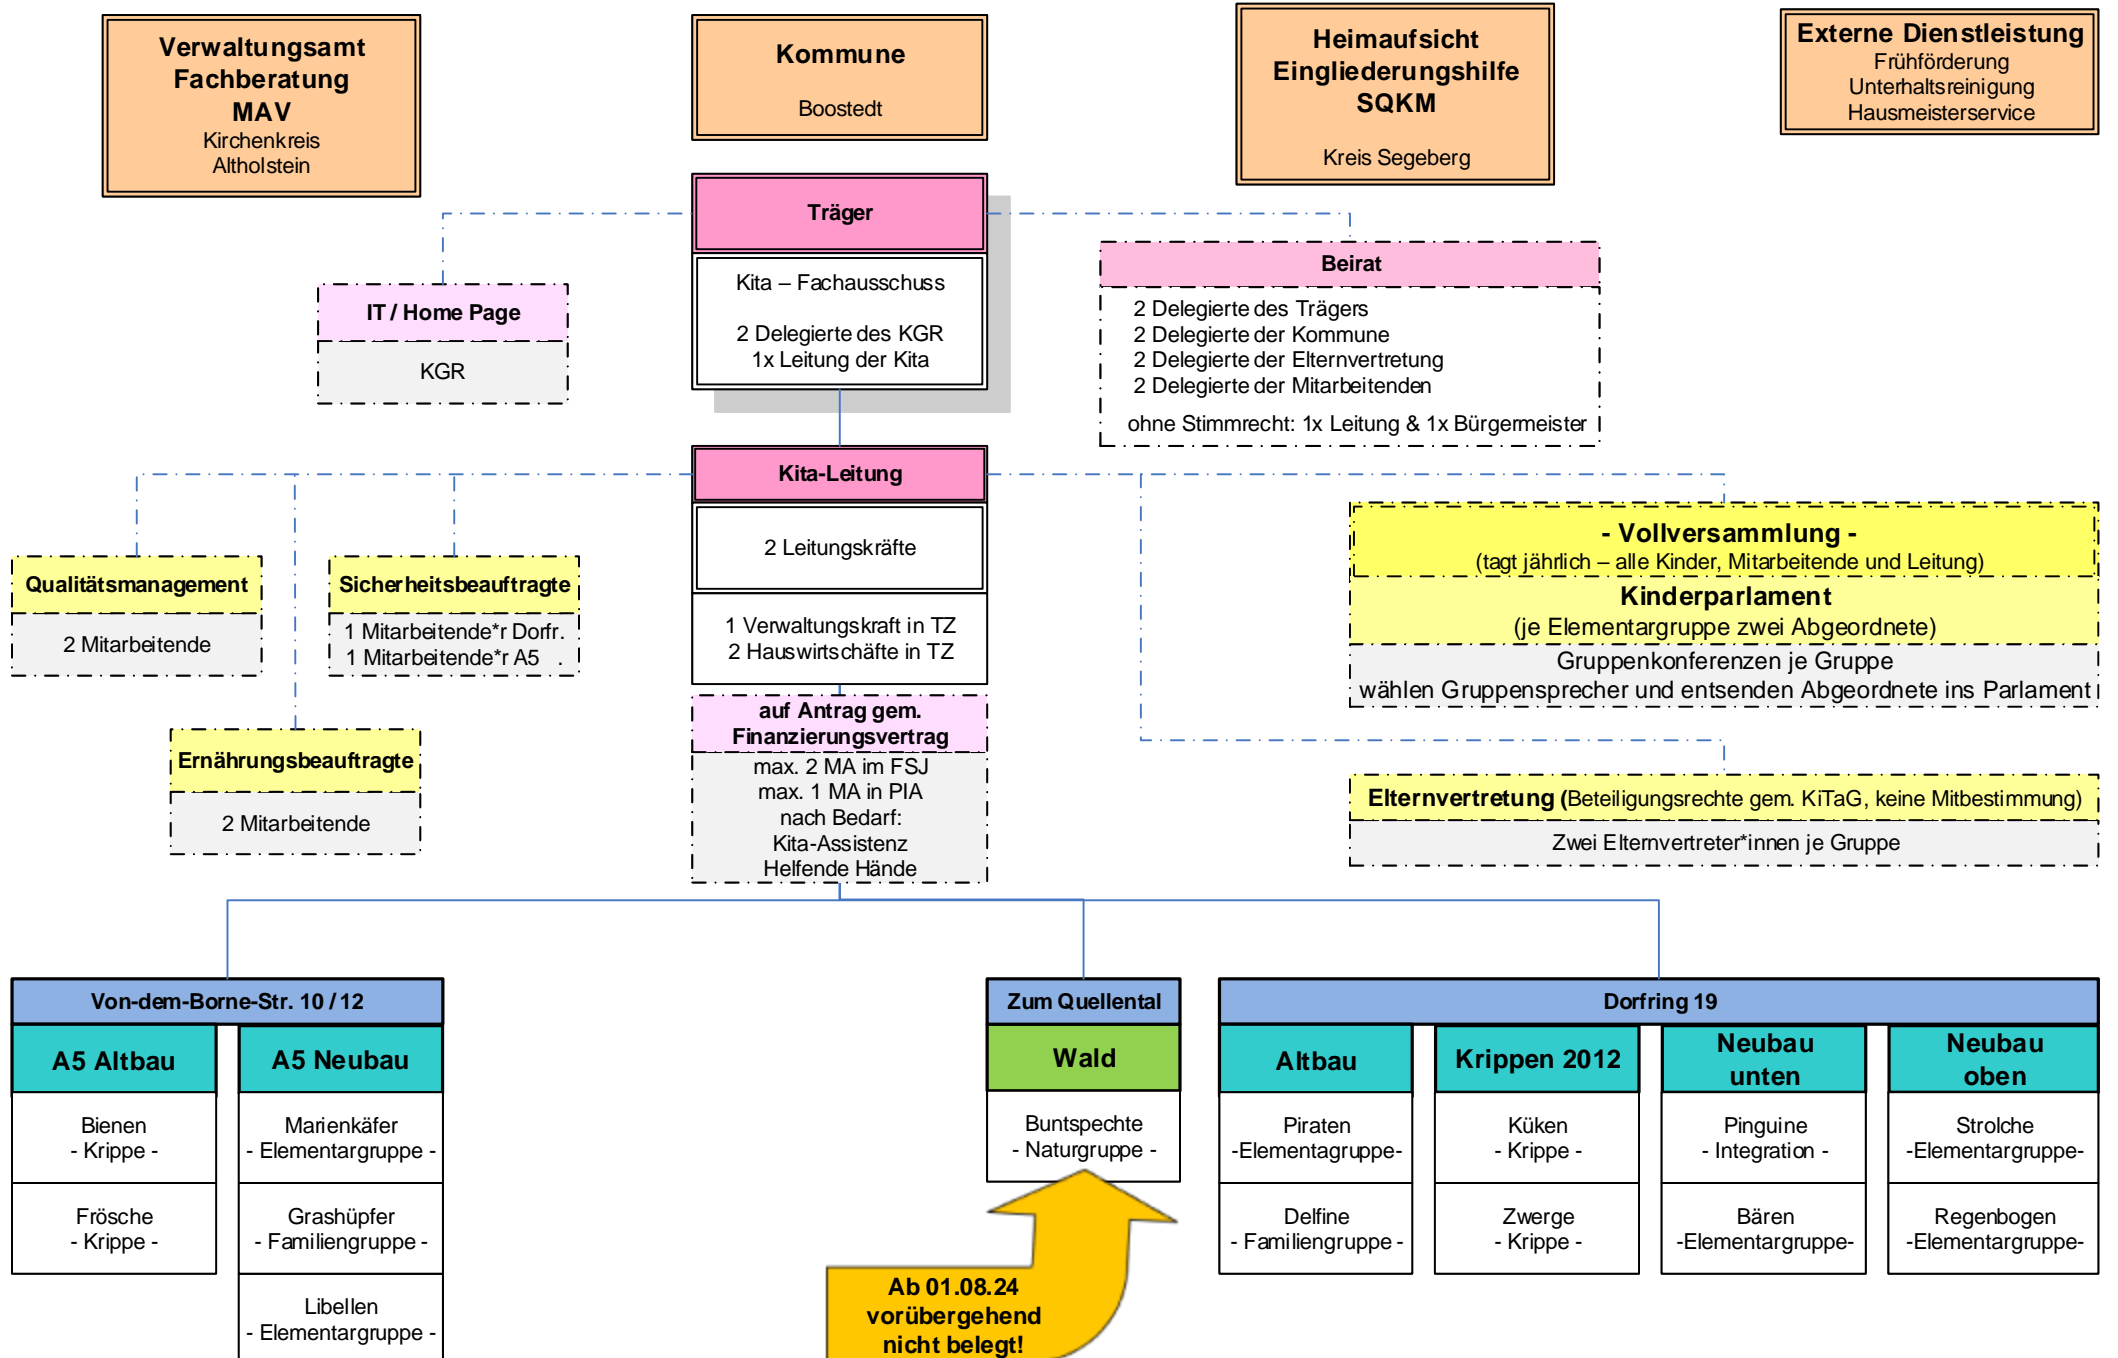 Verwaltungsamt
Fachberatung
MAV
Kirchenkreis
Altholstein
Kommune
Boostedt
Heimaufsicht
Eingliederungshilfe
SQKM
Kreis Segeberg
Externe Dienstleistung
Frühförderung
Unterhaltsreinigung
Hausmeisterservice
Träger
Kita – Fachausschuss
2 Delegierte des KGR
1x Leitung der Kita
IT / Home Page
KGR
Beirat
2 Delegierte des Trägers
2 Delegierte der Kommune
2 Delegierte der Elternvertretung
2 Delegierte der Mitarbeitenden
ohne Stimmrecht: 1x Leitung & 1x Bürgermeister
Kita-Leitung
2 Leitungskräfte
1 Verwaltungskraft in TZ
2 Hauswirtschäfte in TZ
auf Antrag gem.
Finanzierungsvertrag
max. 2 MA im FSJ
max. 1 MA in PIA
nach Bedarf:
Kita-Assistenz
Helfende Hände
Qualitätsmanagement
2 Mitarbeitende
Sicherheitsbeauftragte
1 Mitarbeitende*r Dorfr.
1 Mitarbeitende*r A5 .
Ernährungsbeauftragte
2 Mitarbeitende
- Vollversammlung -
(tagt jährlich – alle Kinder, Mitarbeitende und Leitung)
Kinderparlament
(je Elementargruppe zwei Abgeordnete)
Gruppenkonferenzen je Gruppe
wählen Gruppensprecher und entsenden Abgeordnete ins Parlament
Elternvertretung (Beteiligungsrechte gem. KiTaG, keine Mitbestimmung)
Zwei Elternvertreter*innen je Gruppe
Von-dem-Borne-Str. 10 / 12
A5 Altbau
Bienen
- Krippe -
Frösche
- Krippe -
A5 Neubau
Marienkäfer
- Elementargruppe -
Grashüpfer
- Familiengruppe -
Libellen
- Elementargruppe -
Zum Quellental
Wald
Buntspechte
- Naturgruppe -
Ab 01.08.24
vorübergehend
nicht belegt!
Dorfring 19
Altbau
Piraten
-Elementagruppe-
Delfine
- Familiengruppe -
Krippen 2012
Küken
- Krippe -
Zwerge
- Krippe -
Neubau
unten
Pinguine
- Integration -
Bären
-Elementargruppe-
Neubau
oben
Strolche
-Elementargruppe-
Regenbogen
-Elementargruppe-